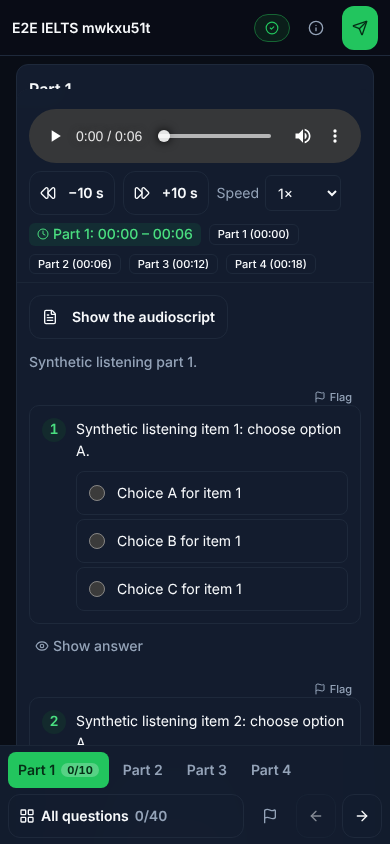 E2E IELTS mwkxu51t
Part 1
0:00 / 0:06
−10 s
+10 s
Speed
1×
Part 1: 00:00 – 00:06
Part 1 (00:00)
Part 2 (00:06)
Part 3 (00:12)
Part 4 (00:18)
Show the audioscript
Synthetic listening part 1.
Flag
1
Synthetic listening item 1: choose option
A.
Choice A for item 1
Choice B for item 1
Choice C for item 1
Show answer
Flag
2
Synthetic listening item 2: choose option
A
Part 1
0/10
Part 2
Part 3
Part 4
All questions
0/40